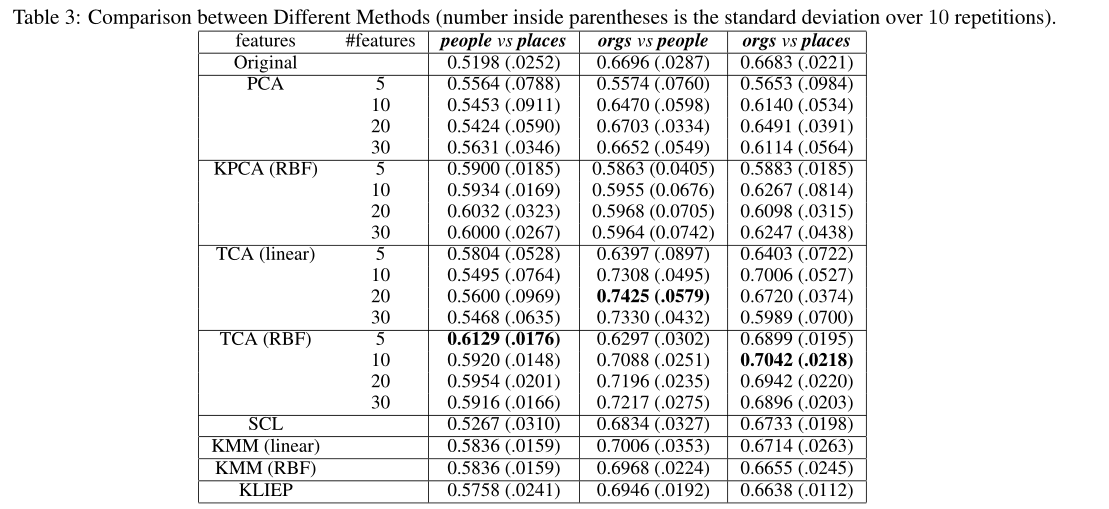 Table 3: Comparison between Different Methods (number inside parentheses is the standard deviation over 10 repetitions).
features #features people vs places orgs vs people orgs vs places
Original 0.5198 (.0252) 0.6696 (.0287) 0.6683 (.0221)
PCA 5 0.5564 (.0788) 0.5574 (.0760) 0.5653 (.0984)
10 0.5453 (.0911) 0.6470 (.0598) 0.6140 (.0534)
20 0.5424 (.0590) 0.6703 (.0334) 0.6491 (.0391)
30 0.5631 (.0346) 0.6652 (.0549) 0.6114 (.0564)
KPCA (RBF) 5 0.5900 (.0185) 0.5863 (0.0405) 0.5883 (.0185)
10 0.5934 (.0169) 0.5955 (0.0676) 0.6267 (.0814)
20 0.6032 (.0323) 0.5968 (0.0705) 0.6098 (.0315)
30 0.6000 (.0267) 0.5964 (0.0742) 0.6247 (.0438)
TCA (linear) 5 0.5804 (.0528) 0.6397 (.0897) 0.6403 (.0722)
10 0.5495 (.0764) 0.7308 (.0495) 0.7006 (.0527)
20 0.5600 (.0969) 0.7425 (.0579) 0.6720 (.0374)
30 0.5468 (.0635) 0.7330 (.0432) 0.5989 (.0700)
TCA (RBF) 5 0.6129 (.0176) 0.6297 (.0302) 0.6899 (.0195)
10 0.5920 (.0148) 0.7088 (.0251) 0.7042 (.0218)
20 0.5954 (.0201) 0.7196 (.0235) 0.6942 (.0220)
30 0.5916 (.0166) 0.7217 (.0275) 0.6896 (.0203)
SCL 0.5267 (.0310) 0.6834 (.0327) 0.6733 (.0198)
KMM (linear) 0.5836 (.0159) 0.7006 (.0353) 0.6714 (.0263)
KMM (RBF) 0.5836 (.0159) 0.6968 (.0224) 0.6655 (.0245)
KLIEP 0.5758 (.0241) 0.6946 (.0192) 0.6638 (.0112)